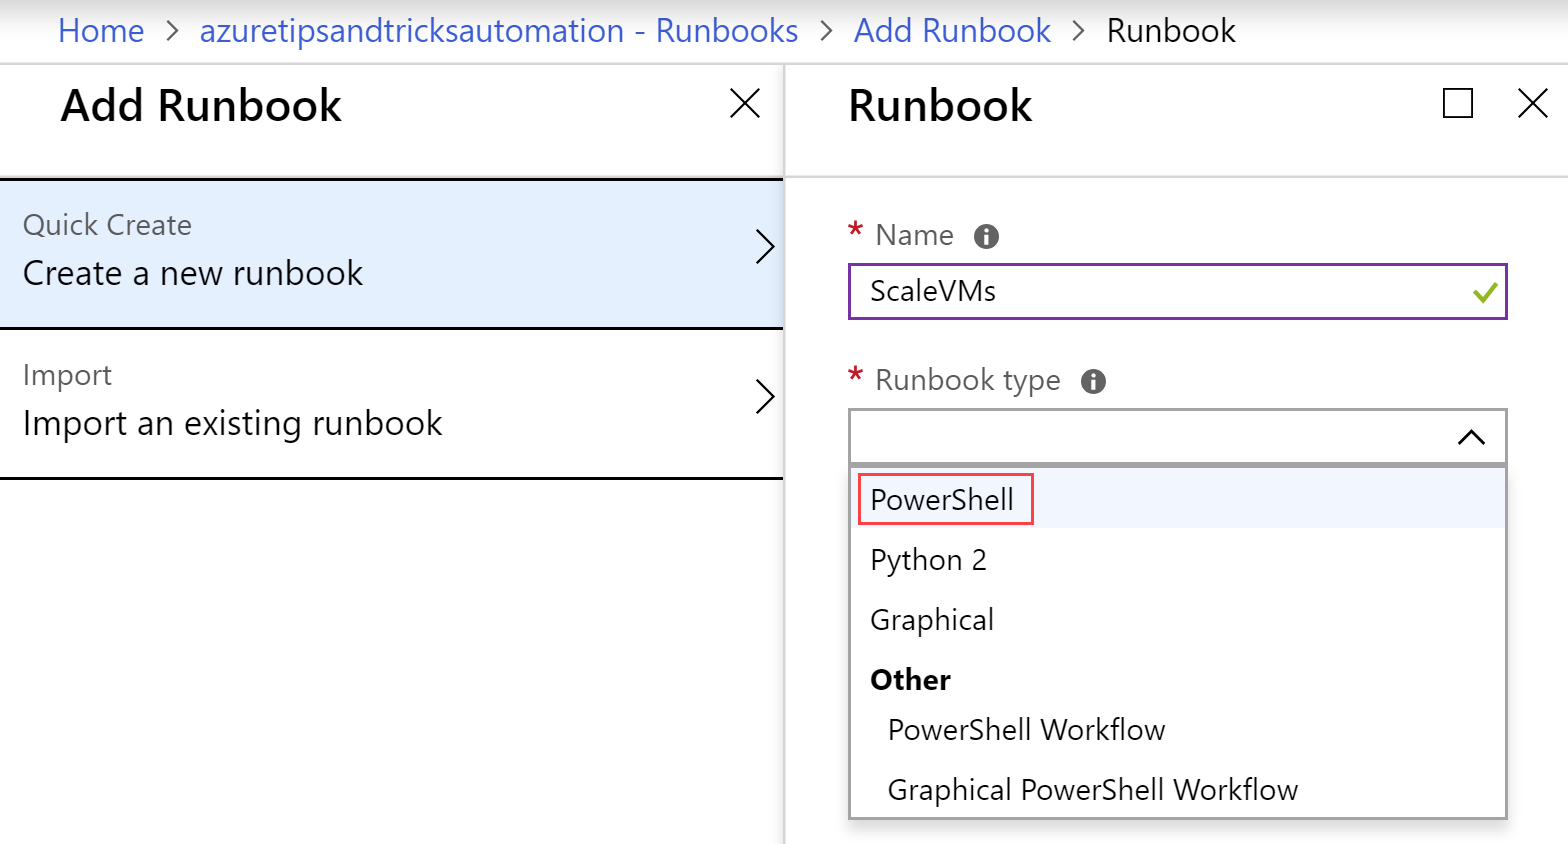 Home > azuretipsandtricksautomation - Runbooks > Add Runbook > Runbook
Add Runbook
Quick Create
Create a new runbook
Import
Import an existing runbook
Runbook
* Name
ScaleVMs
* Runbook type
PowerShell
Python 2
Graphical
Other
PowerShell Workflow
Graphical PowerShell Workflow